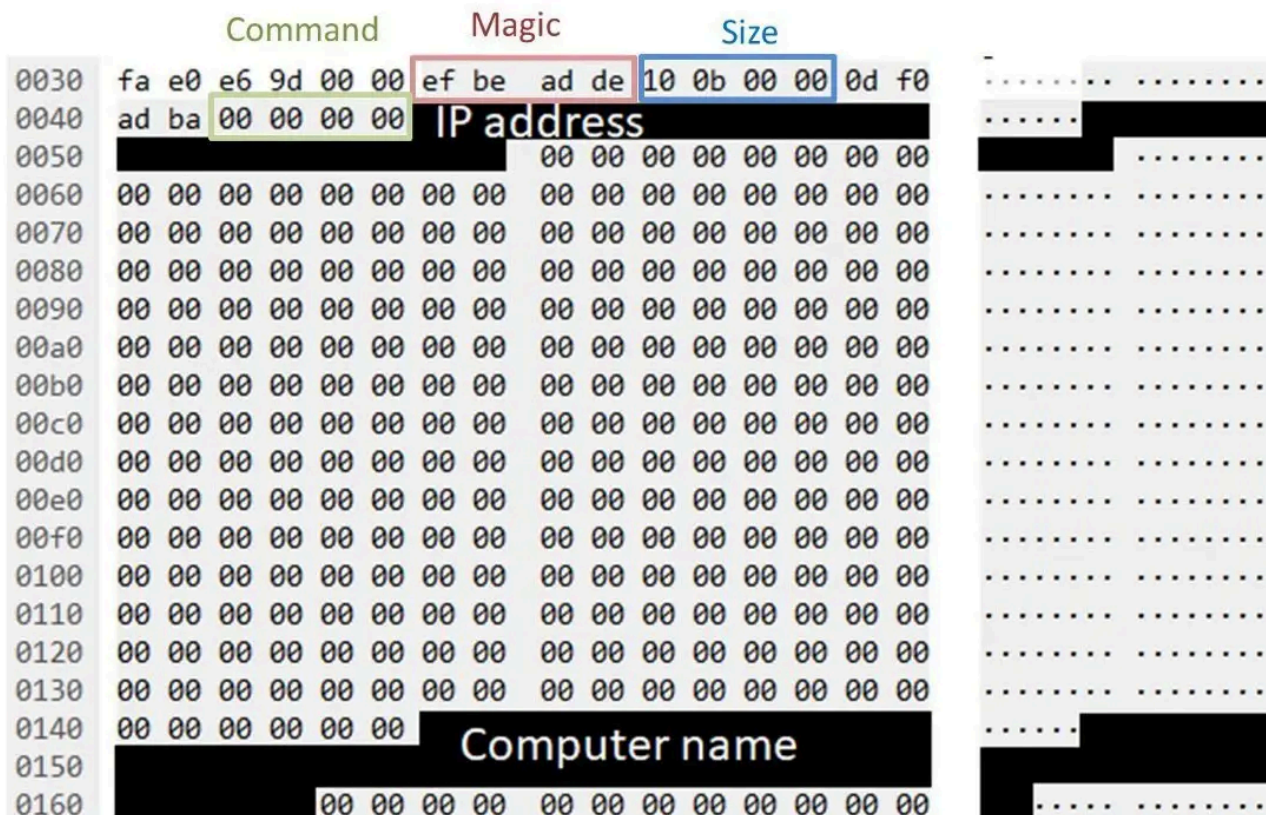 Command Magic Size
0030 fa e0 e6 9d 00 00 ef be ad de 10 0b 00 00 0d f0 ........ ........
0040 ad ba 00 00 00 00 IP address ......
0050 00 00 00 00 00 00 00 00 ........
0060 00 00 00 00 00 00 00 00 00 00 00 00 00 00 00 00 ........ ........
0070 00 00 00 00 00 00 00 00 00 00 00 00 00 00 00 00 ........ ........
0080 00 00 00 00 00 00 00 00 00 00 00 00 00 00 00 00 ........ ........
0090 00 00 00 00 00 00 00 00 00 00 00 00 00 00 00 00 ........ ........
00a0 00 00 00 00 00 00 00 00 00 00 00 00 00 00 00 00 ........ ........
00b0 00 00 00 00 00 00 00 00 00 00 00 00 00 00 00 00 ........ ........
00c0 00 00 00 00 00 00 00 00 00 00 00 00 00 00 00 00 ........ ........
00d0 00 00 00 00 00 00 00 00 00 00 00 00 00 00 00 00 ........ ........
00e0 00 00 00 00 00 00 00 00 00 00 00 00 00 00 00 00 ........ ........
00f0 00 00 00 00 00 00 00 00 00 00 00 00 00 00 00 00 ........ ........
0100 00 00 00 00 00 00 00 00 00 00 00 00 00 00 00 00 ........ ........
0110 00 00 00 00 00 00 00 00 00 00 00 00 00 00 00 00 ........ ........
0120 00 00 00 00 00 00 00 00 00 00 00 00 00 00 00 00 ........ ........
0130 00 00 00 00 00 00 00 00 00 00 00 00 00 00 00 00 ........ ........
0140 00 00 00 00 00 00 ......
Computer name
0150
0160 00 00 00 00 00 00 00 00 00 00 00 00 ..... ........